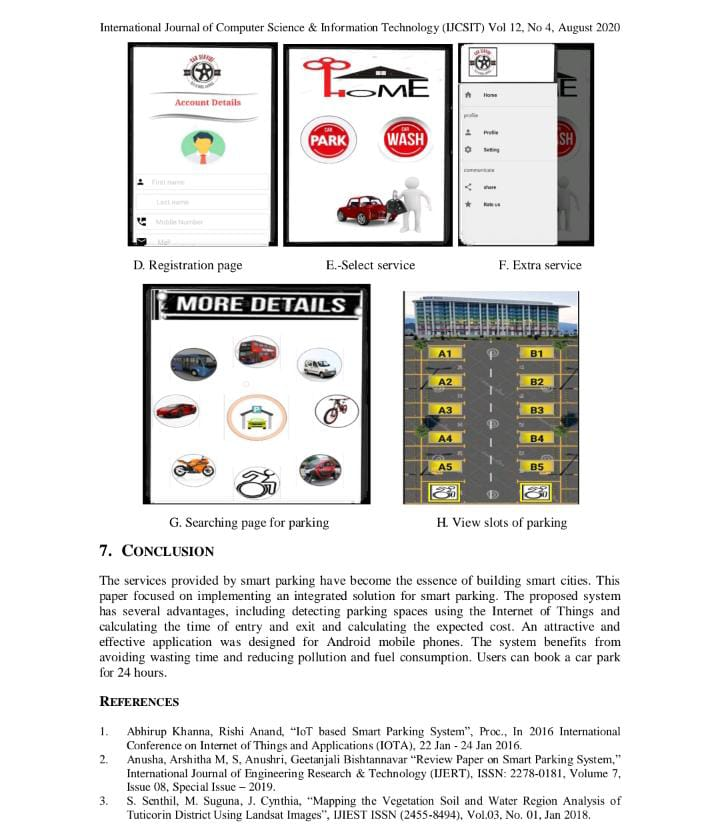 International Journal of Computer Science & Information Technology (IJCSIT) Vol 12, No 4, August 2020
CAR SERVICE
Account Details
First name
Last name
Mobile Number
Mail
HOME
CAR
PARK
CAR
WASH
Home
profile
Profile
Setting
communicate
share
Rate us
E
SH
D. Registration page
E.-Select service
F. Extra service
MORE DETAILS
P
A1
B1
A2
B2
A3
B3
A4
B4
A5
B5
G. Searching page for parking
H. View slots of parking
7. CONCLUSION
The services provided by smart parking have become the essence of building smart cities. This
paper focused on implementing an integrated solution for smart parking. The proposed system
has several advantages, including detecting parking spaces using the Internet of Things and
calculating the time of entry and exit and calculating the expected cost. An attractive and
effective application was designed for Android mobile phones. The system benefits from
avoiding wasting time and reducing pollution and fuel consumption. Users can book a car park
for 24 hours.
REFERENCES
1. Abhirup Khanna, Rishi Anand, “IoT based Smart Parking System”, Proc., In 2016 International
Conference on Internet of Things and Applications (IOTA), 22 Jan - 24 Jan 2016.
2. Anusha, Arshitha M, S, Anushri, Geetanjali Bishtannavar “Review Paper on Smart Parking System,”
International Journal of Engineering Research & Technology (IJERT), ISSN: 2278-0181, Volume 7,
Issue 08, Special Issue – 2019.
3. S. Senthil, M. Suguna, J. Cynthia, “Mapping the Vegetation Soil and Water Region Analysis of
Tuticorin District Using Landsat Images”, IJIEST ISSN (2455-8494), Vol.03, No. 01, Jan 2018.